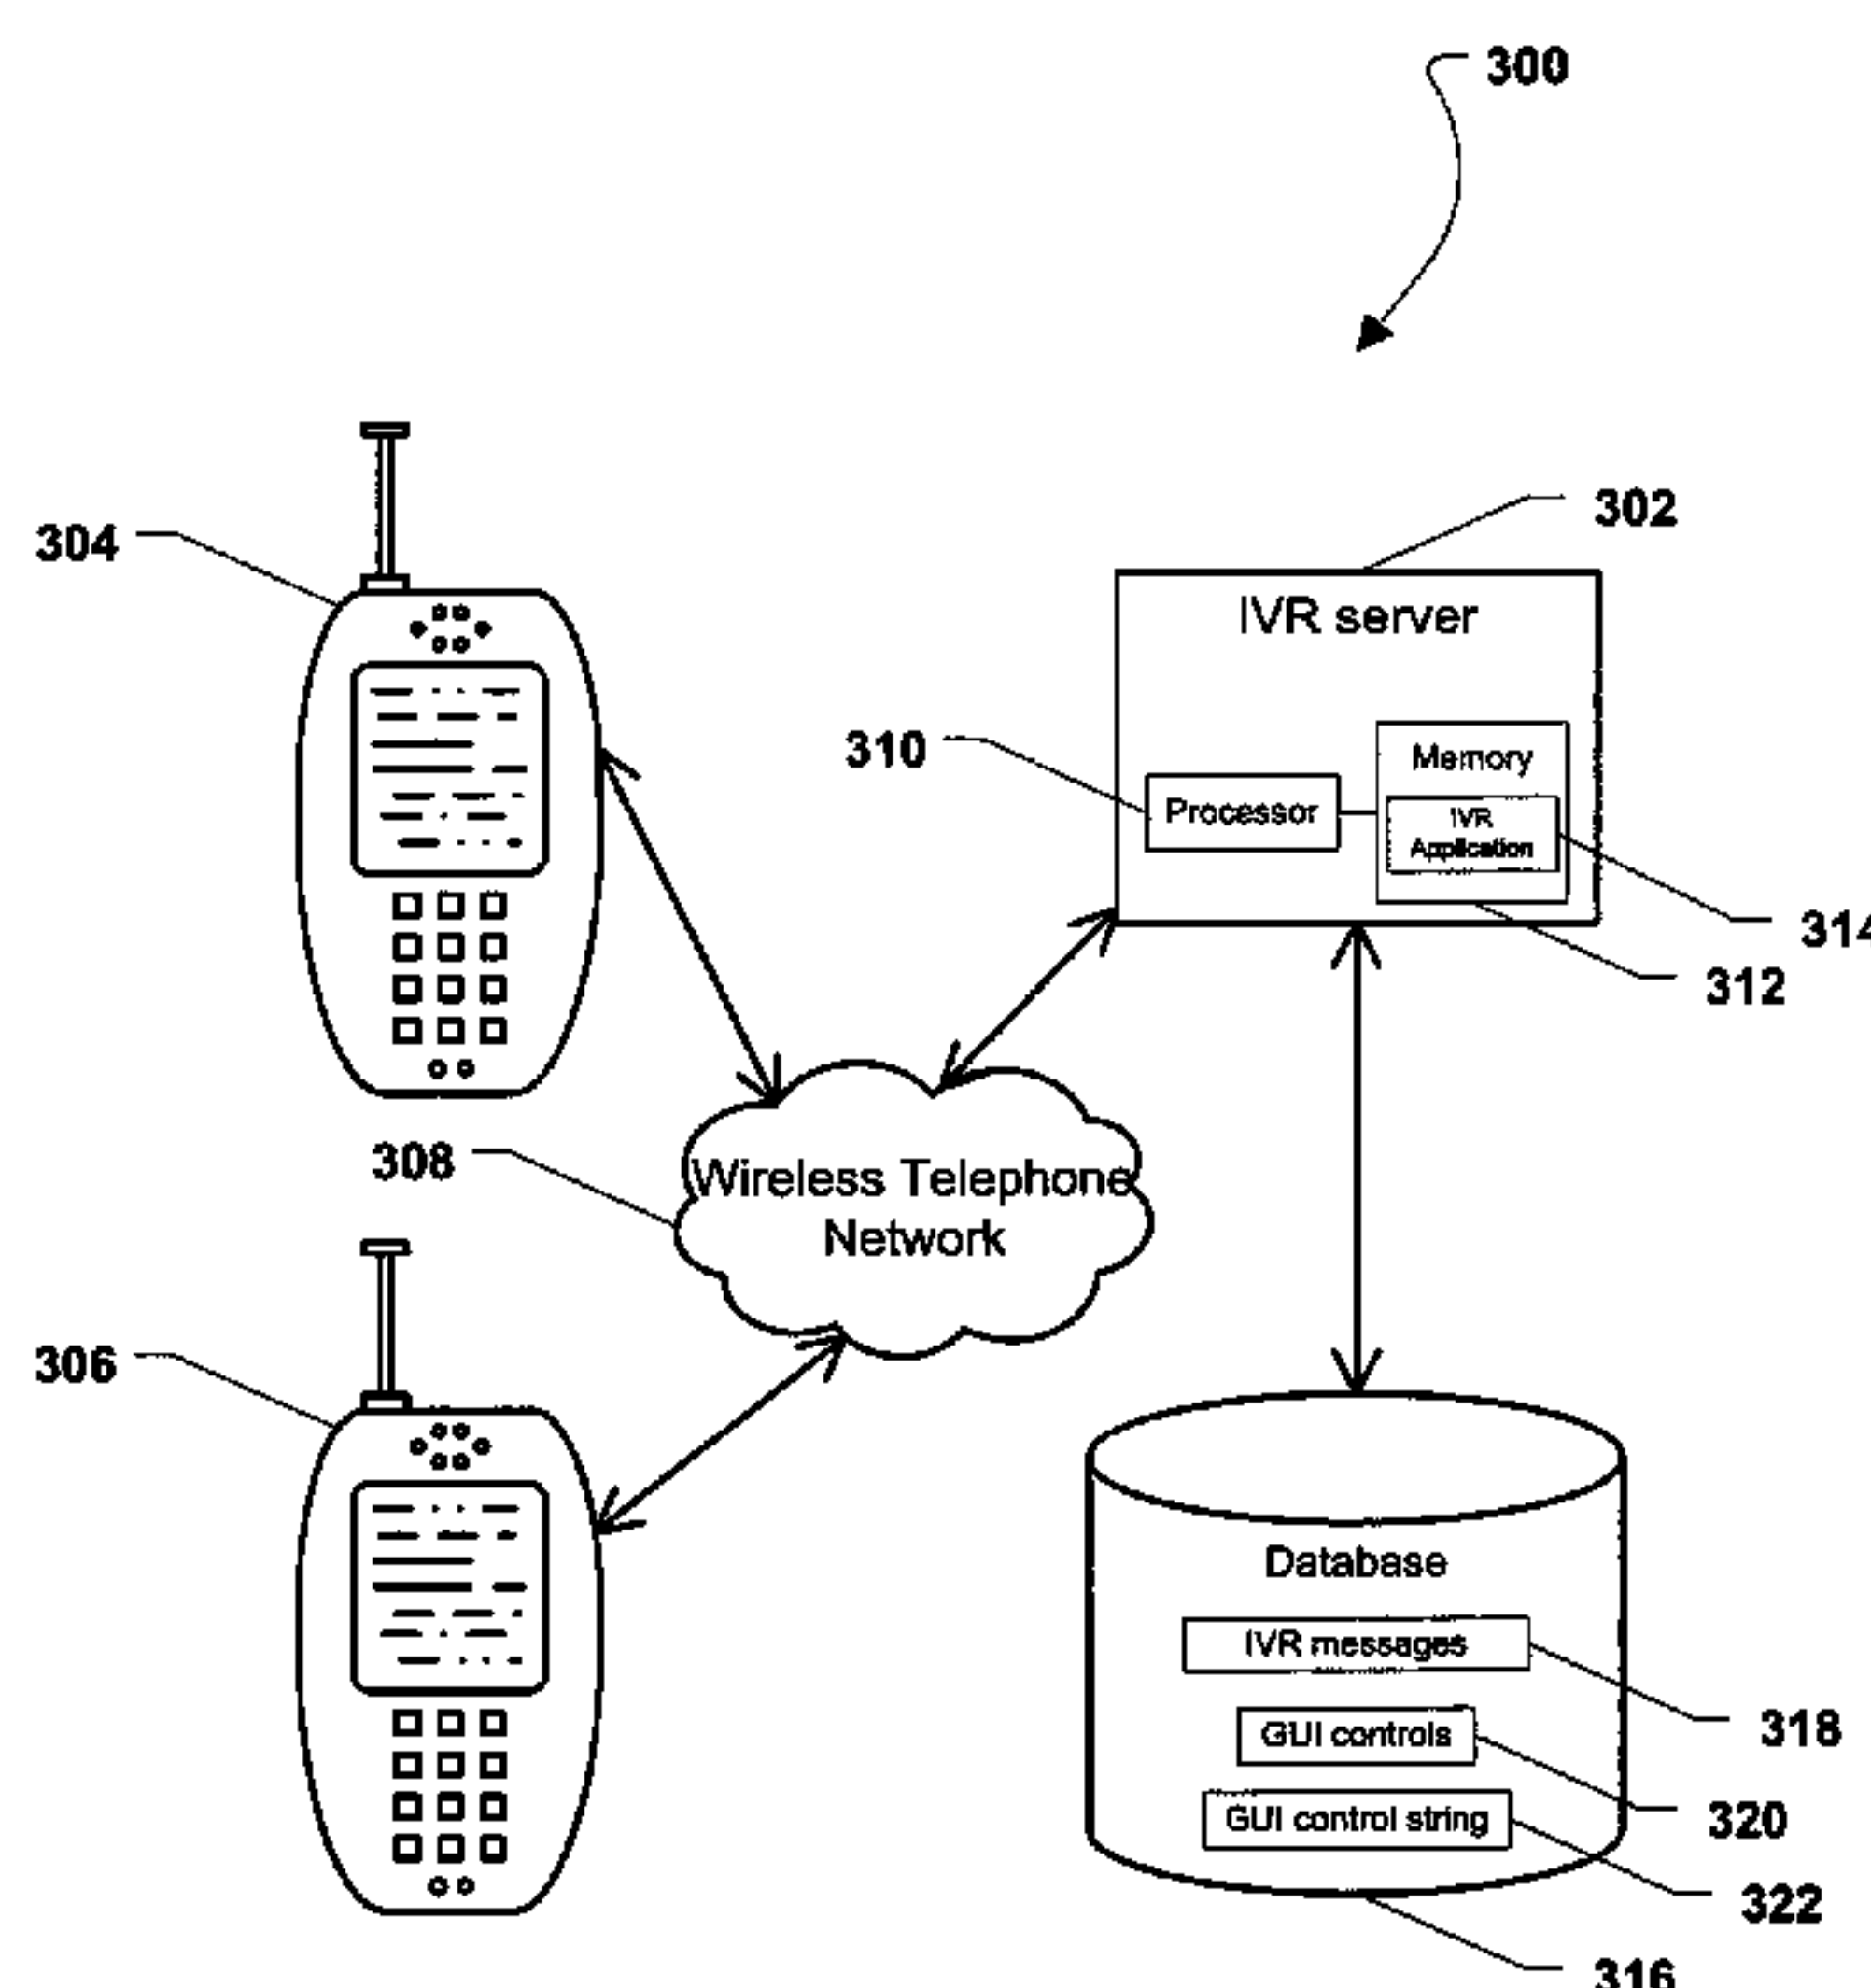 300
302
304
IVR server
310
Memory
Processor
IVR
Application
314
312
308
Wireless Telephone
Network
306
Database
IVR messages
318
GUI controls
320
GUI control string
322
316